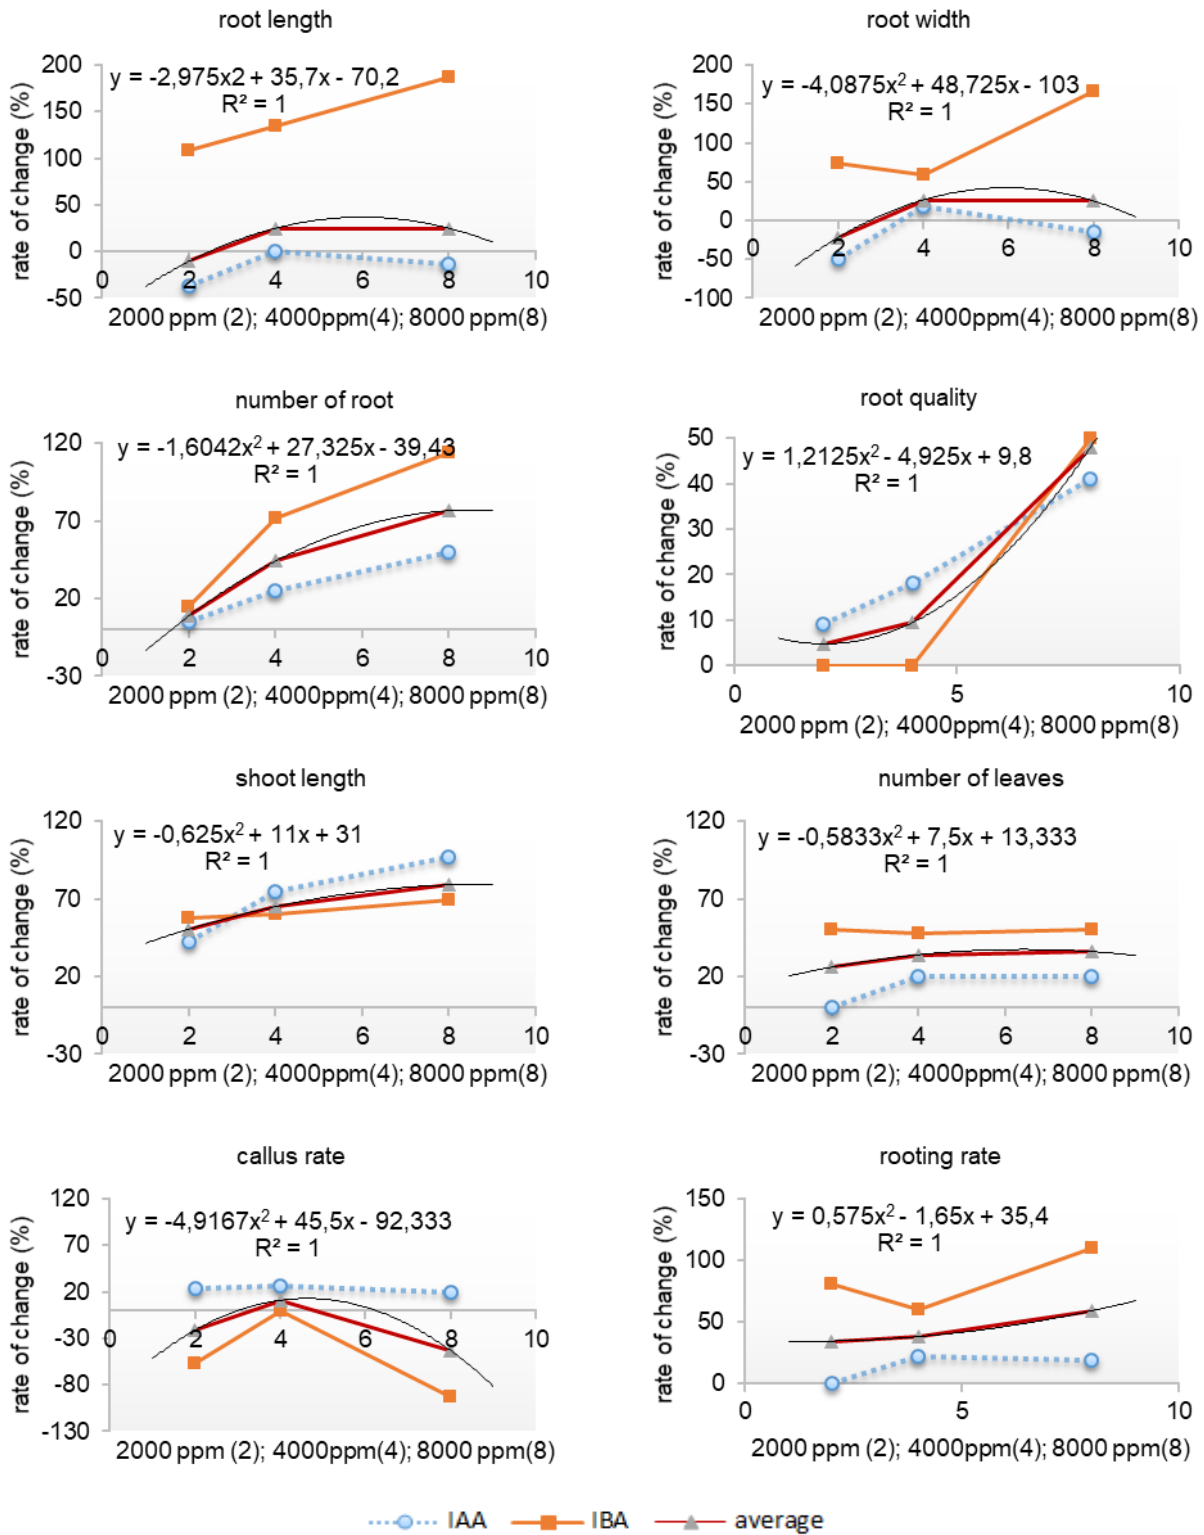 root length
rate of change (%)
200
150
100
50
0
-50
y = -2,975x2 + 35,7x - 70,2
R² = 1
0 2 4 6 8 10
2000 ppm (2); 4000ppm(4); 8000 ppm(8)
root width
rate of change (%)
200
150
100
50
0
-50
-100
y = -4,0875x² + 48,725x - 103
R² = 1
0 2 4 6 8 10
2000 ppm (2); 4000ppm(4); 8000 ppm(8)
number of root
rate of change (%)
120
70
20
-30
y = -1,6042x² + 27,325x - 39,43
R² = 1
0 2 4 6 8 10
2000 ppm (2); 4000ppm(4); 8000 ppm(8)
root quality
rate of change (%)
50
40
30
20
10
0
y = 1,2125x² - 4,925x + 9,8
R² = 1
0 5 10
2000 ppm (2); 4000ppm(4); 8000 ppm(8)
shoot length
rate of change (%)
120
70
20
-30
y = -0,625x² + 11x + 31
R² = 1
0 2 4 6 8 10
2000 ppm (2); 4000ppm(4); 8000 ppm(8)
number of leaves
rate of change (%)
120
70
20
-30
y = -0,5833x² + 7,5x + 13,333
R² = 1
0 2 4 6 8 10
2000 ppm (2); 4000ppm(4); 8000 ppm(8)
callus rate
rate of change (%)
120
70
20
-30
-80
-130
y = -4,9167x² + 45,5x - 92,333
R² = 1
0 2 4 6 8 10
2000 ppm (2); 4000ppm(4); 8000 ppm(8)
rooting rate
rate of change (%)
150
100
50
0
y = 0,575x² - 1,65x + 35,4
R² = 1
0 5 10
2000 ppm (2); 4000ppm(4); 8000 ppm(8)
IAA IBA average